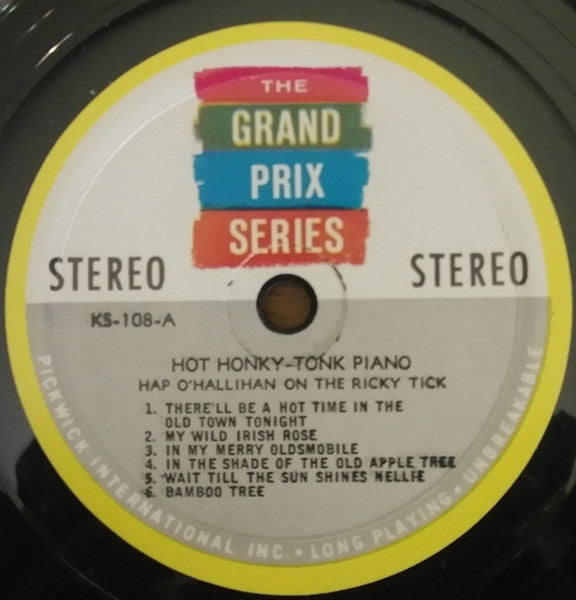 THE
GRAND
PRIX
SERIES
STEREO
STEREO
KS-108-A
HOT HONKY-TONK PIANO
HAP O'HALLIHAN ON THE RICKY TICK
1. THERE'LL BE A HOT TIME IN THE
OLD TOWN TONIGHT
2. MY WILD IRISH ROSE
3. IN MY MERRY OLDSMOBILE
4. IN THE SHADE OF THE OLD APPLE TREE
5. WAIT TILL THE SUN SHINES NELLIE
6. BAMBOO TREE
PICKWICK INTERNATIONAL INC. • LONG PLAYING • UNBREAKABLE